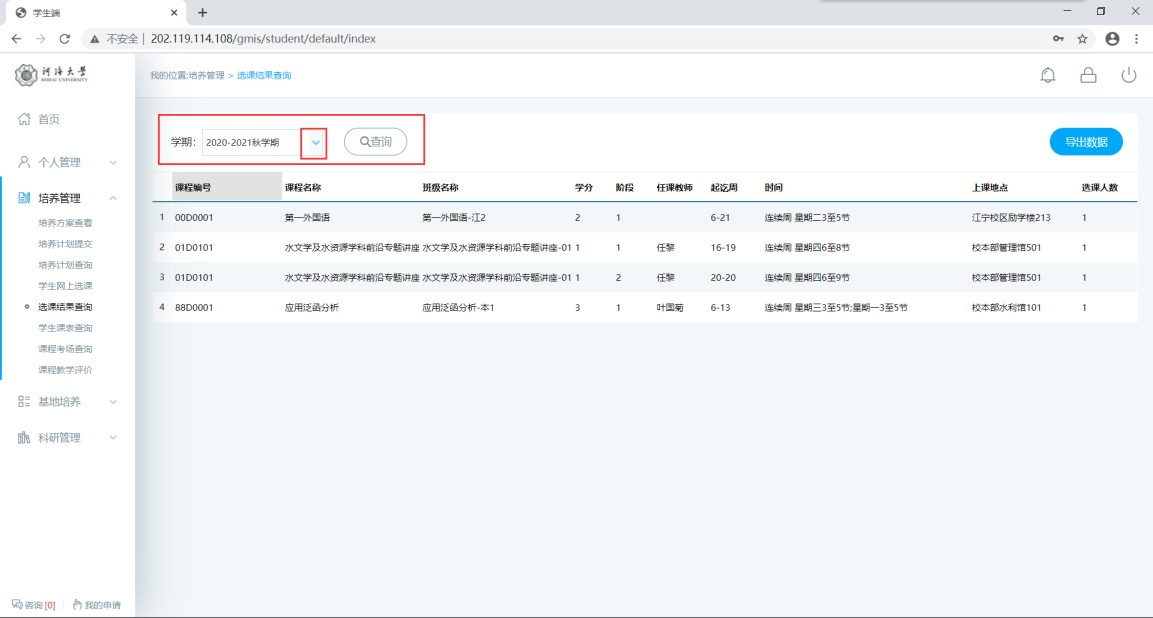 学生端
不安全 | 202.119.114.108/gmis/student/default/index
河海大学
HOHAI UNIVERSITY
我的位置:培养管理 > 选课结果查询
首页
个人管理
培养管理
培养方案查看
培养计划提交
培养计划查询
学生网上选课
选课结果查询
学生课表查询
课程考场查询
课程教学评价
基地培养
科研管理
咨询[0] 我的申请
学期: 2020-2021秋学期 查询 导出数据
课程编号 课程名称 班级名称 学分 阶段 任课教师 起讫周 时间 上课地点 选课人数
1 00D0001 第一外国语 第一外国语-江2 2 1 6-21 连续周 星期二3至5节 江宁校区励学楼213 1
2 01D0101 水文学及水资源学科前沿专题讲座 水文学及水资源学科前沿专题讲座-01 1 1 任黎 16-19 连续周 星期四6至8节 校本部管理馆501 1
3 01D0101 水文学及水资源学科前沿专题讲座 水文学及水资源学科前沿专题讲座-01 1 2 任黎 20-20 连续周 星期四6至9节 校本部管理馆501 1
4 88D0001 应用泛函分析 应用泛函分析-本1 3 1 叶国菊 6-13 连续周 星期三3至5节;星期一3至5节 校本部水利馆101 1